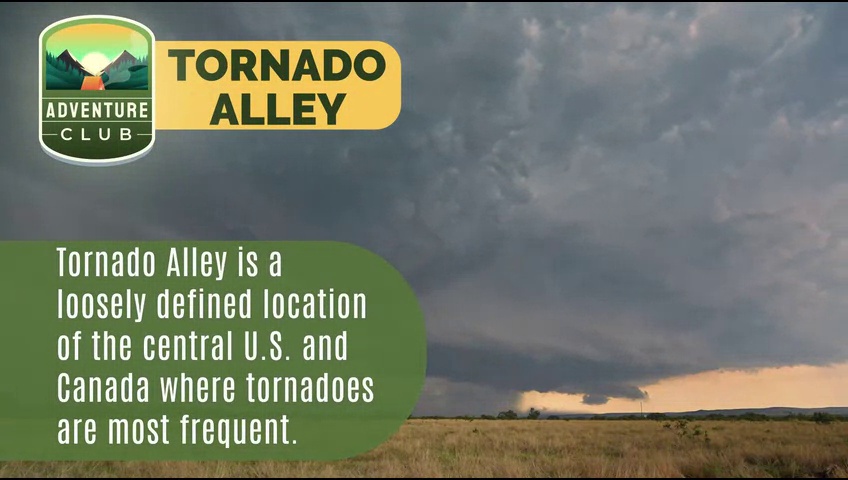 ADVENTURE
CLUB
TORNADO
ALLEY
Tornado Alley is a
loosely defined location
of the central U.S. and
Canada where tornadoes
are most frequent.